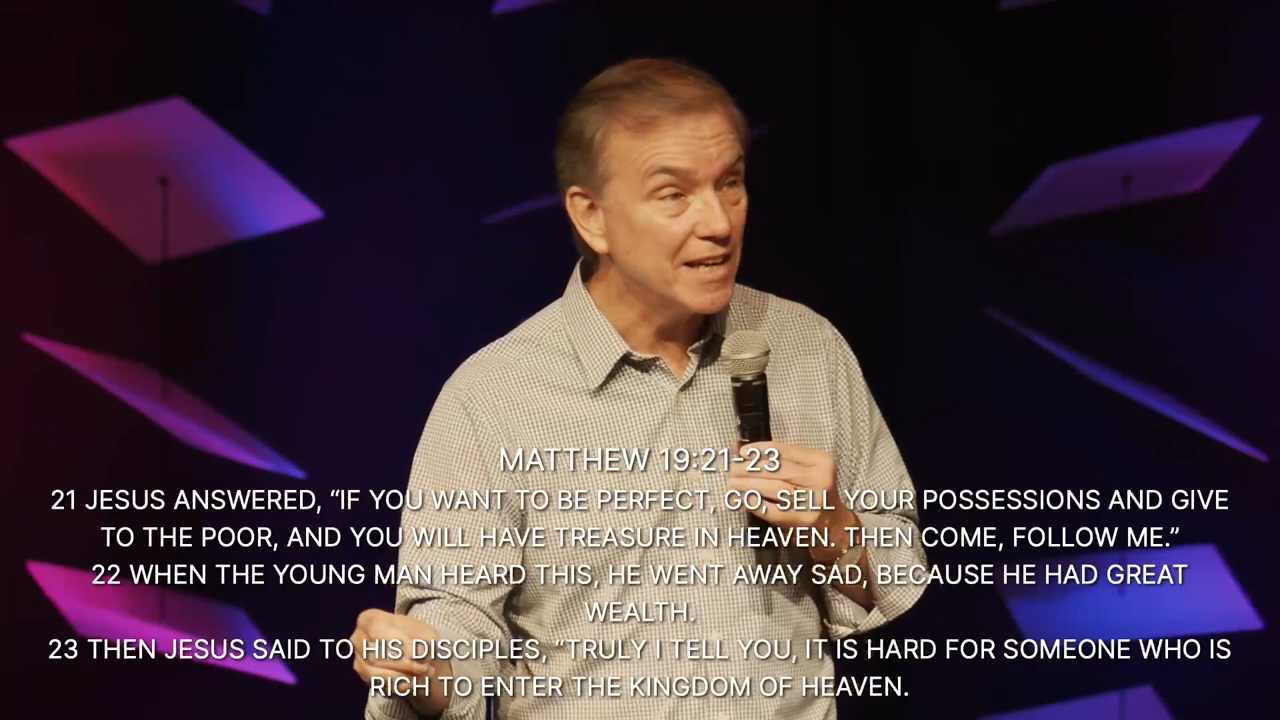 MATTHEW 19:21-23
21 JESUS ANSWERED, “IF YOU WANT TO BE PERFECT, GO, SELL YOUR POSSESSIONS AND GIVE
TO THE POOR, AND YOU WILL HAVE TREASURE IN HEAVEN. THEN COME, FOLLOW ME.”
22 WHEN THE YOUNG MAN HEARD THIS, HE WENT AWAY SAD, BECAUSE HE HAD GREAT
WEALTH.
23 THEN JESUS SAID TO HIS DISCIPLES, “TRULY I TELL YOU, IT IS HARD FOR SOMEONE WHO IS
RICH TO ENTER THE KINGDOM OF HEAVEN.